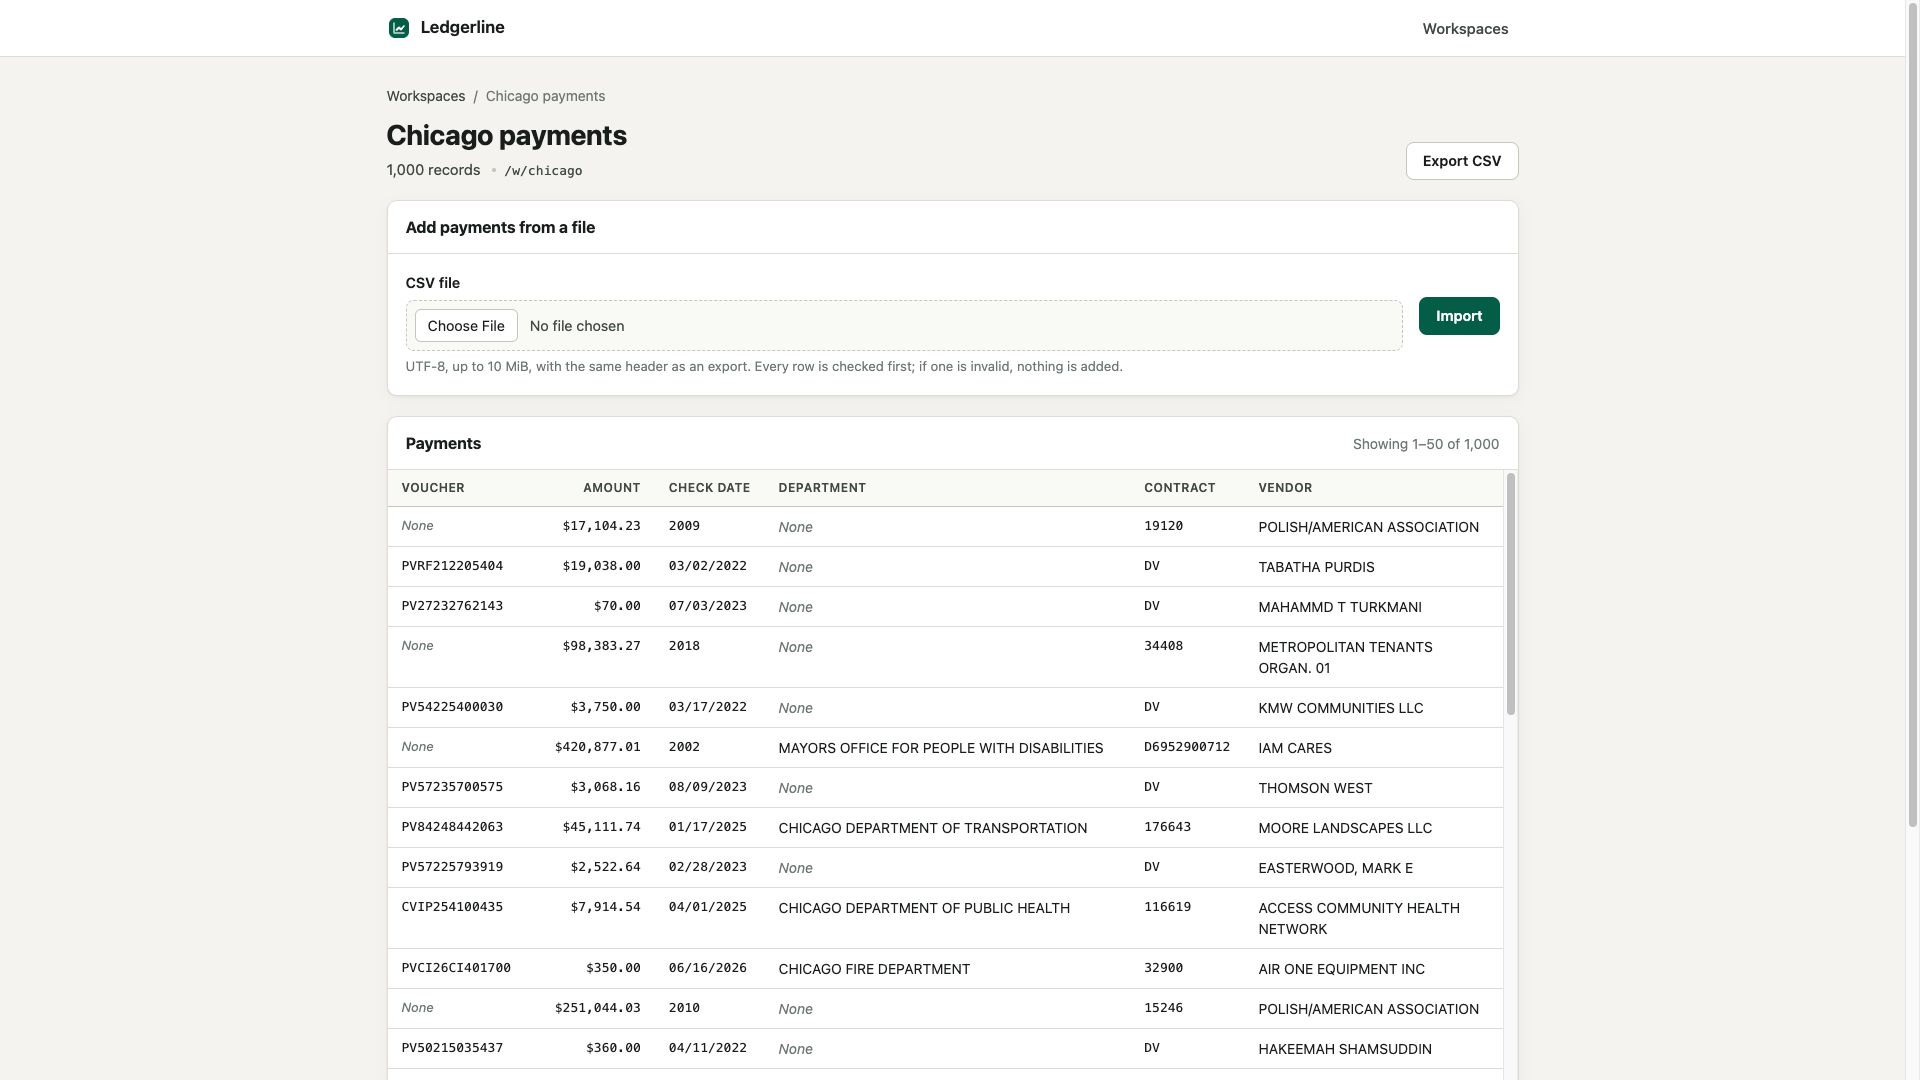 Ledgerline
Workspaces
Workspaces / Chicago payments
Chicago payments
1,000 records • /w/chicago
Export CSV
Add payments from a file
CSV file
Choose File No file chosen
Import
UTF-8, up to 10 MiB, with the same header as an export. Every row is checked first; if one is invalid, nothing is added.
Payments
Showing 1–50 of 1,000
VOUCHER AMOUNT CHECK DATE DEPARTMENT CONTRACT VENDOR
None $17,104.23 2009 None 19120 POLISH/AMERICAN ASSOCIATION
PVRF212205404 $19,038.00 03/02/2022 None DV TABATHA PURDIS
PV27232762143 $70.00 07/03/2023 None DV MAHAMMD T TURKMANI
None $98,383.27 2018 None 34408 METROPOLITAN TENANTS
ORGAN. 01
PV54225400030 $3,750.00 03/17/2022 None DV KMW COMMUNITIES LLC
None $420,877.01 2002 MAYORS OFFICE FOR PEOPLE WITH DISABILITIES D6952900712 IAM CARES
PV57235700575 $3,068.16 08/09/2023 None DV THOMSON WEST
PV84248442063 $45,111.74 01/17/2025 CHICAGO DEPARTMENT OF TRANSPORTATION 176643 MOORE LANDSCAPES LLC
PV57225793919 $2,522.64 02/28/2023 None DV EASTERWOOD, MARK E
CVIP254100435 $7,914.54 04/01/2025 CHICAGO DEPARTMENT OF PUBLIC HEALTH 116619 ACCESS COMMUNITY HEALTH
NETWORK
PVCI26CI401700 $350.00 06/16/2026 CHICAGO FIRE DEPARTMENT 32900 AIR ONE EQUIPMENT INC
None $251,044.03 2010 None 15246 POLISH/AMERICAN ASSOCIATION
PV50215035437 $360.00 04/11/2022 None DV HAKEEMAH SHAMSUDDIN